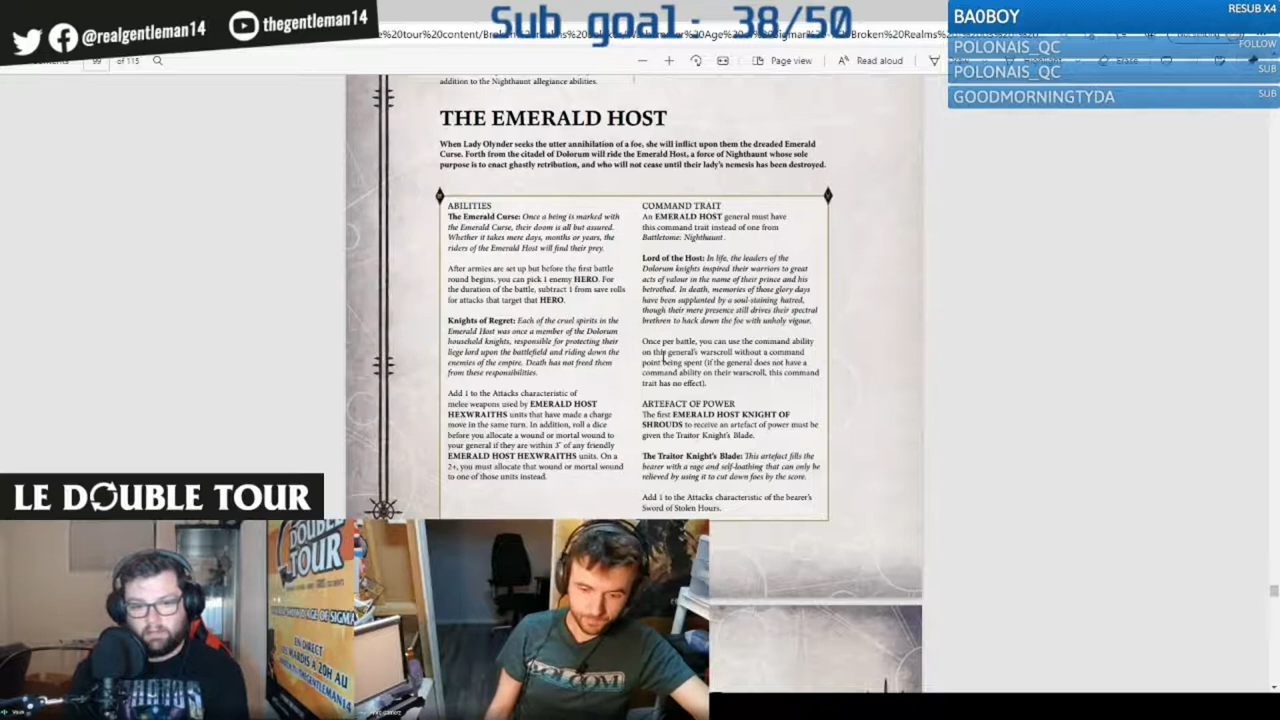 @realgentleman14
thegentleman14
Sub goal: 38/50
BA0BOY
RESUB X4
POLONAIS_QC
FOLLOW
POLONAIS_QC
SUB
GOODMORNINGTYDA
SUB
99 of 115
Page view
Read aloud
addition to the Nighthaunt allegiance abilities.
THE EMERALD HOST
When Lady Olynder seeks the utter annihilation of a foe, she will inflict upon them the dreaded Emerald
Curse. Forth from the citadel of Dolorum will ride the Emerald Host, a force of Nighthaunt whose sole
purpose is to enact ghastly retribution, and who will not cease until their lady's nemesis has been destroyed.
ABILITIES
The Emerald Curse: Once a being is marked with
the Emerald Curse, their doom is all but assured.
Whether it takes mere days, months or years, the
riders of the Emerald Host will find their prey.
After armies are set up but before the first battle
round begins, you can pick 1 enemy HERO. For
the duration of the battle, subtract 1 from save rolls
for attacks that target that HERO.
Knights of Regret: Each of the cruel spirits in the
Emerald Host was once a member of the Dolorum
household knights, responsible for protecting their
liege lord upon the battlefield and riding down the
enemies of the empire. Death has not freed them
from these responsibilities.
Add 1 to the Attacks characteristic of
melee weapons used by EMERALD HOST
HEXWRAITHS units that have made a charge
move in the same turn. In addition, roll a dice
before you allocate a wound or mortal wound to
your general if they are within 3" of any friendly
EMERALD HOST HEXWRAITHS units. On a
2+, you must allocate that wound or mortal wound
to one of those units instead.
COMMAND TRAIT
An EMERALD HOST general must have
this command trait instead of one from
Battletome: Nighthaunt.
Lord of the Host: In life, the leaders of the
Dolorum knights inspired their warriors to great
acts of valour in the name of their prince and his
betrothed. In death, memories of those glory days
have been supplanted by a soul-staining hatred,
though their mere presence still drives their spectral
brethren to hack down the foe with unholy vigour.
Once per battle, you can use the command ability
on this general's warscroll without a command
point being spent (if the general does not have a
command ability on their warscroll, this command
trait has no effect).
ARTEFACT OF POWER
The first EMERALD HOST KNIGHT OF
SHROUDS to receive an artefact of power must be
given the Traitor Knight's Blade.
The Traitor Knight's Blade: This artefact fills the
bearer with a rage and self-loathing that can only be
relieved by using it to cut down foes by the score.
Add 1 to the Attacks characteristic of the bearer's
Sword of Stolen Hours.
LE DOUBLE TOUR
DOUBLE
TOUR
EN DIRECT
LES MARDIS A 20H AU